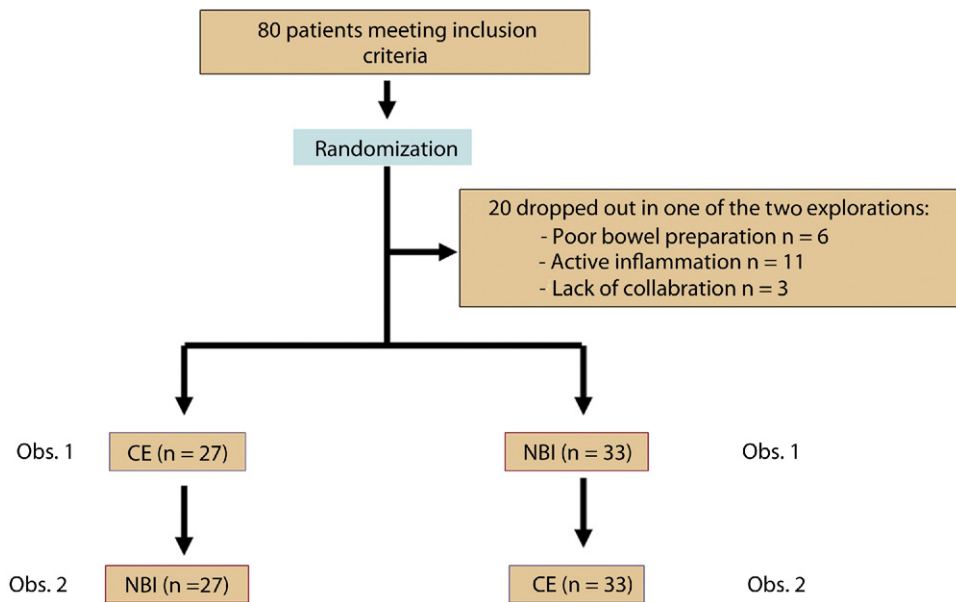 80 patients meeting inclusion
criteria
Randomization
20 dropped out in one of the two explorations:
- Poor bowel preparation n = 6
- Active inflammation n = 11
- Lack of collabration n = 3
Obs. 1
CE (n = 27)
NBI (n = 33)
Obs. 1
Obs. 2
NBI (n =27)
CE (n = 33)
Obs. 2